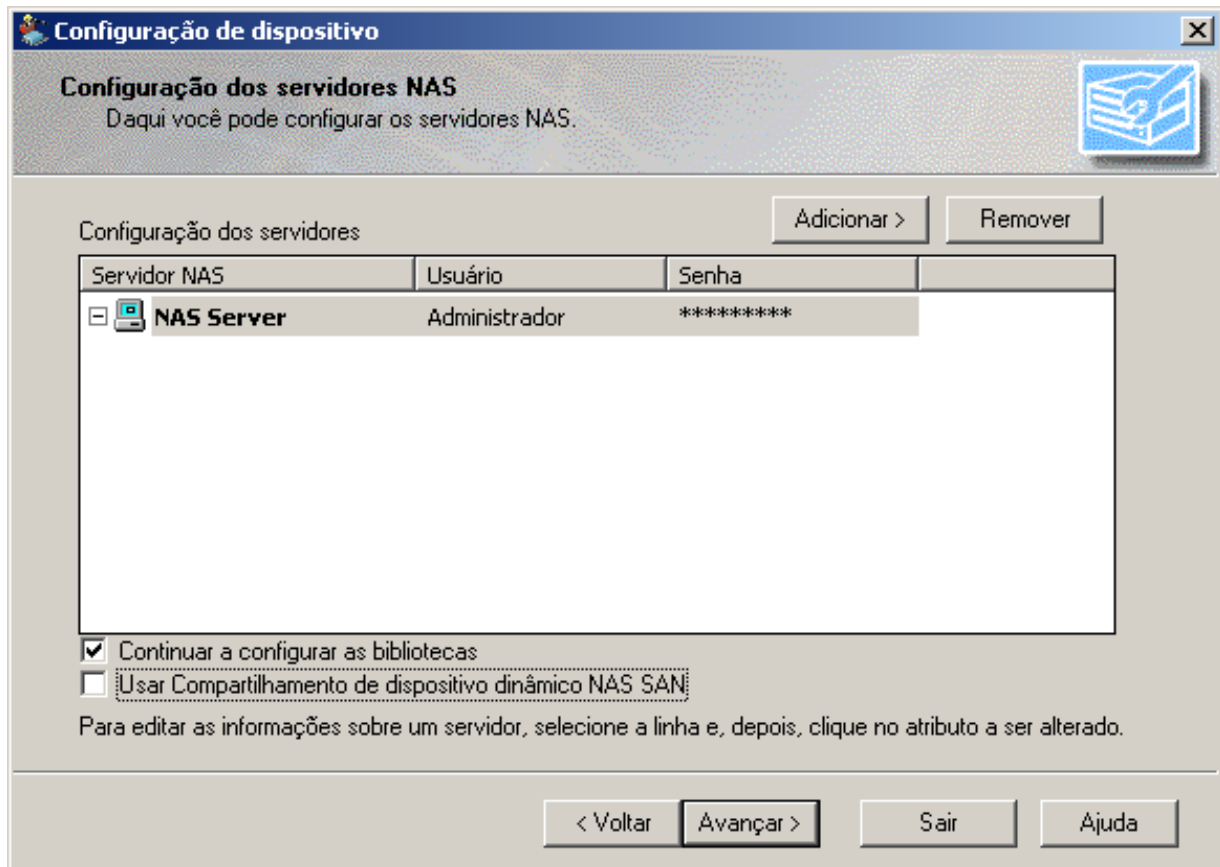 Configuração de dispositivo
Configuração dos servidores NAS
Daqui você pode configurar os servidores NAS.
Configuração dos servidores
Adicionar >
Remover
Servidor NAS Usuário Senha
NAS Server Administrador *********
Continuar a configurar as bibliotecas
Usar Compartilhamento de dispositivo dinâmico NAS SAN
Para editar as informações sobre um servidor, selecione a linha e, depois, clique no atributo a ser alterado.
< Voltar Avançar > Sair Ajuda